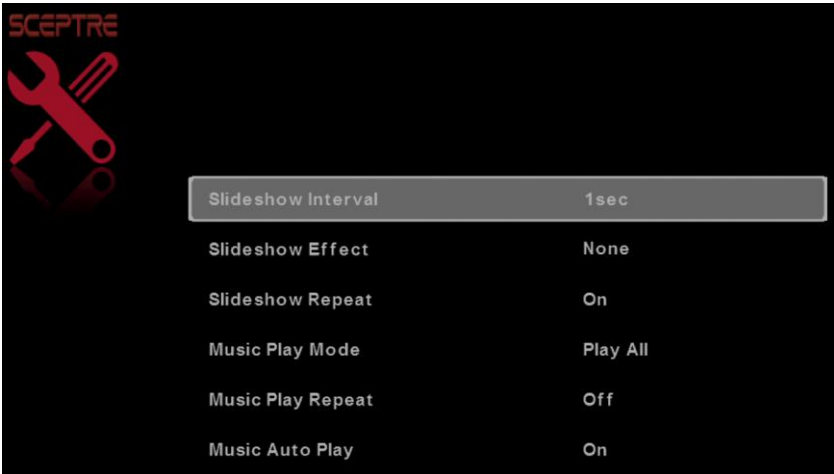 SCEPTRE
Slideshow Interval 1sec
Slideshow Effect None
Slideshow Repeat On
Music Play Mode Play All
Music Play Repeat Off
Music Auto Play On